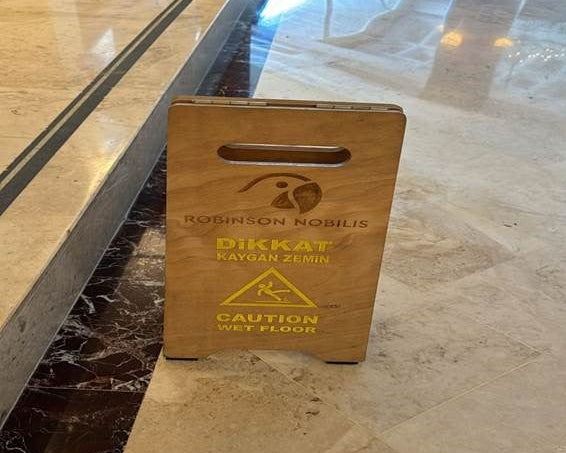 ROBINSON NOBILIS
DİKKAT
KAYGAN ZEMİN
CAUTION
WET FLOOR